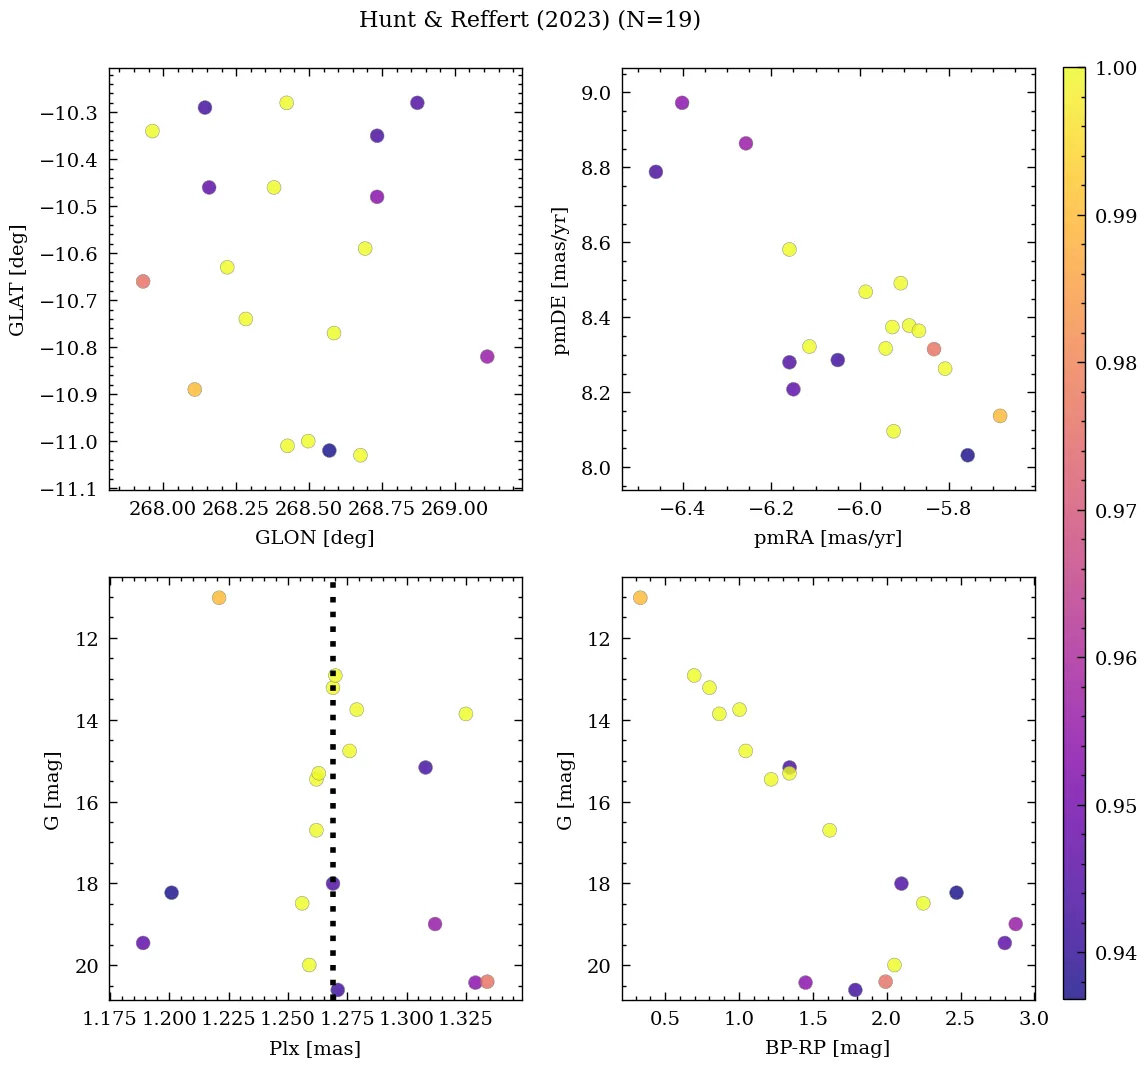 Hunt & Reffert (2023) (N=19)
−10.3
−10.4
−10.5
−10.6
−10.7
−10.8
−10.9
−11.0
−11.1
GLAT [deg]
268.00 268.25 268.50 268.75 269.00
GLON [deg]
9.0
8.8
8.6
8.4
8.2
8.0
pmDE [mas/yr]
−6.4 −6.2 −6.0 −5.8
pmRA [mas/yr]
12
14
16
18
20
G [mag]
1.175 1.200 1.225 1.250 1.275 1.300 1.325
Plx [mas]
12
14
16
18
20
G [mag]
0.5 1.0 1.5 2.0 2.5 3.0
BP-RP [mag]
1.00
0.99
0.98
0.97
0.96
0.95
0.94